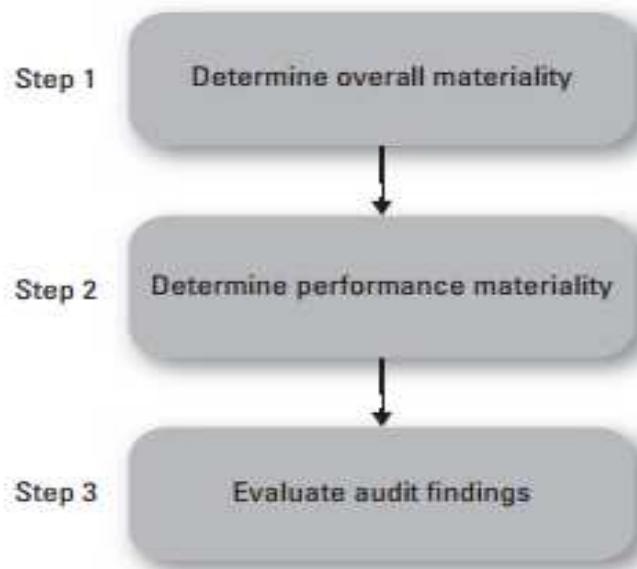 Step 1 Determine overall materiality
Step 2 Determine performance materiality
Step 3 Evaluate audit findings